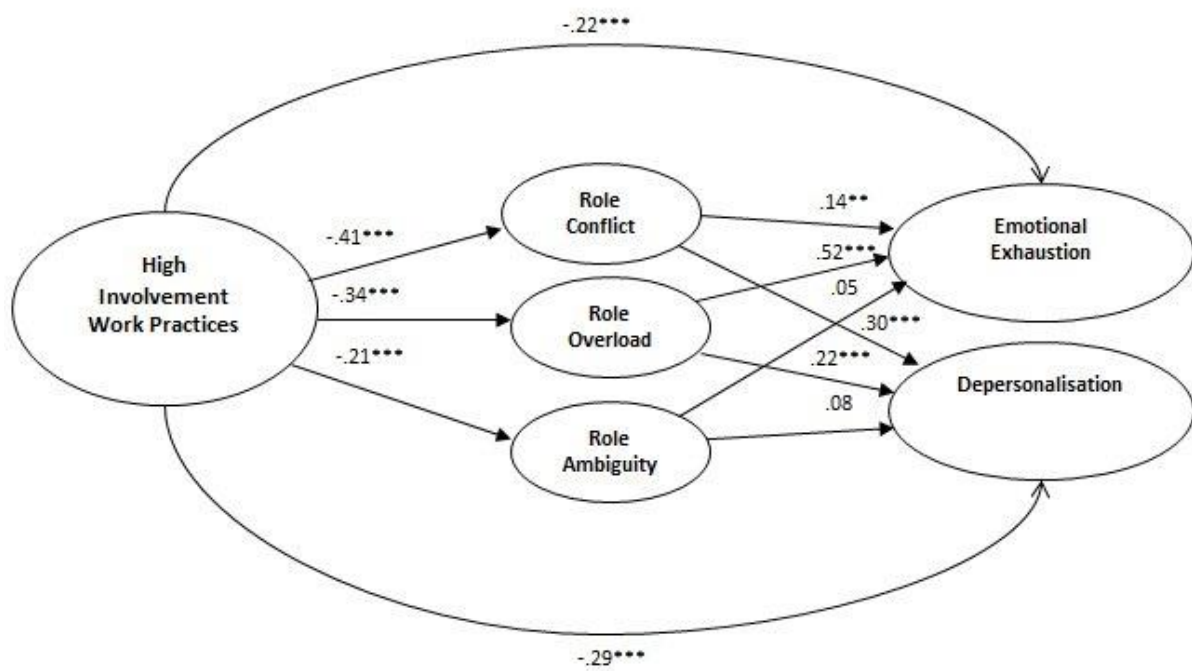 -.22***
Role
Conflict
.14**
Emotional
Exhaustion
-.41***
.52***
High
Involvement
Work Practices
-.34***
Role
Overload
.05
.30***
-.21***
.22***
Depersonalisation
.08
Role
Ambiguity
-.29***